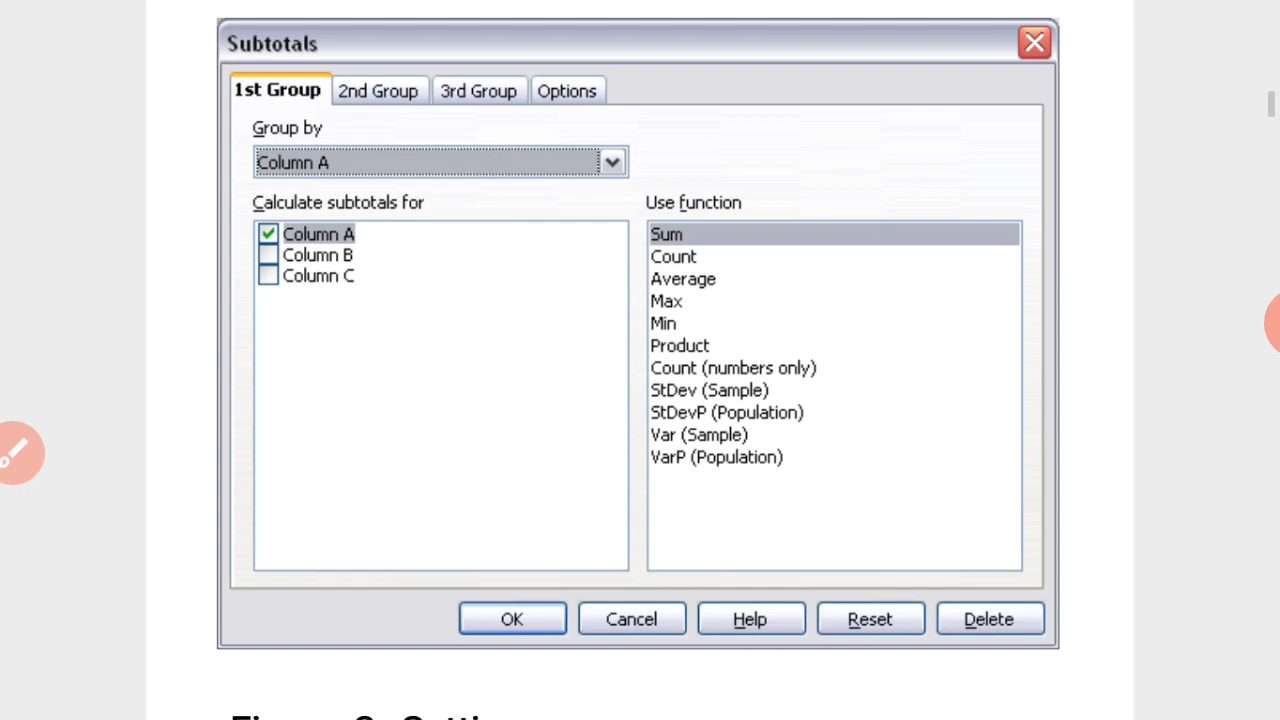 Subtotals
1st Group 2nd Group 3rd Group Options
Group by
Column A
Calculate subtotals for
Column A
Column B
Column C
Use function
Sum
Count
Average
Max
Min
Product
Count (numbers only)
StDev (Sample)
StDevP (Population)
Var (Sample)
VarP (Population)
OK Cancel Help Reset Delete